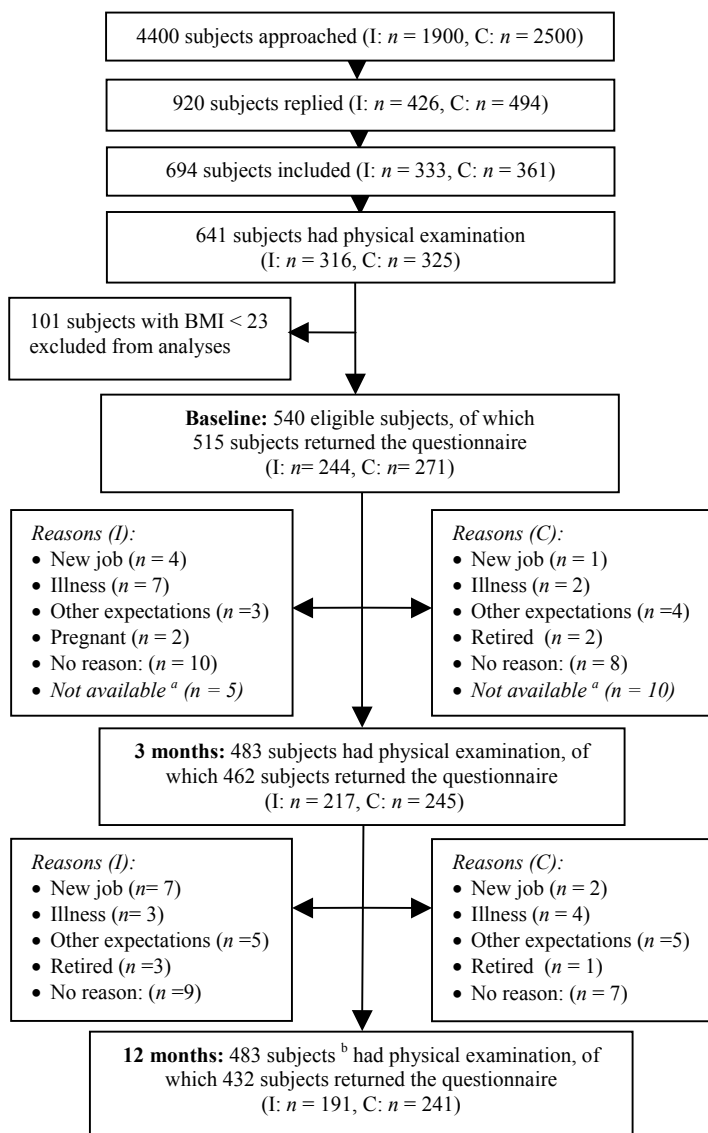 4400 subjects approached (I: n = 1900, C: n = 2500)
920 subjects replied (I: n = 426, C: n = 494)
694 subjects included (I: n = 333, C: n = 361)
641 subjects had physical examination
(I: n = 316, C: n = 325)
101 subjects with BMI < 23
excluded from analyses
Baseline: 540 eligible subjects, of which
515 subjects returned the questionnaire
(I: n= 244, C: n= 271)
Reasons (I):
• New job (n = 4)
• Illness (n = 7)
• Other expectations (n =3)
• Pregnant (n = 2)
• No reason: (n = 10)
• Not available a (n = 5)
Reasons (C):
• New job (n = 1)
• Illness (n = 2)
• Other expectations (n =4)
• Retired (n = 2)
• No reason: (n = 8)
• Not available a (n = 10)
3 months: 483 subjects had physical examination, of
which 462 subjects returned the questionnaire
(I: n = 217, C: n = 245)
Reasons (I):
• New job (n= 7)
• Illness (n= 3)
• Other expectations (n =5)
• Retired (n =3)
• No reason: (n =9)
Reasons (C):
• New job (n = 2)
• Illness (n = 4)
• Other expectations (n =5)
• Retired (n = 1)
• No reason: (n = 7)
12 months: 483 subjects b had physical examination, of
which 432 subjects returned the questionnaire
(I: n = 191, C: n = 241)